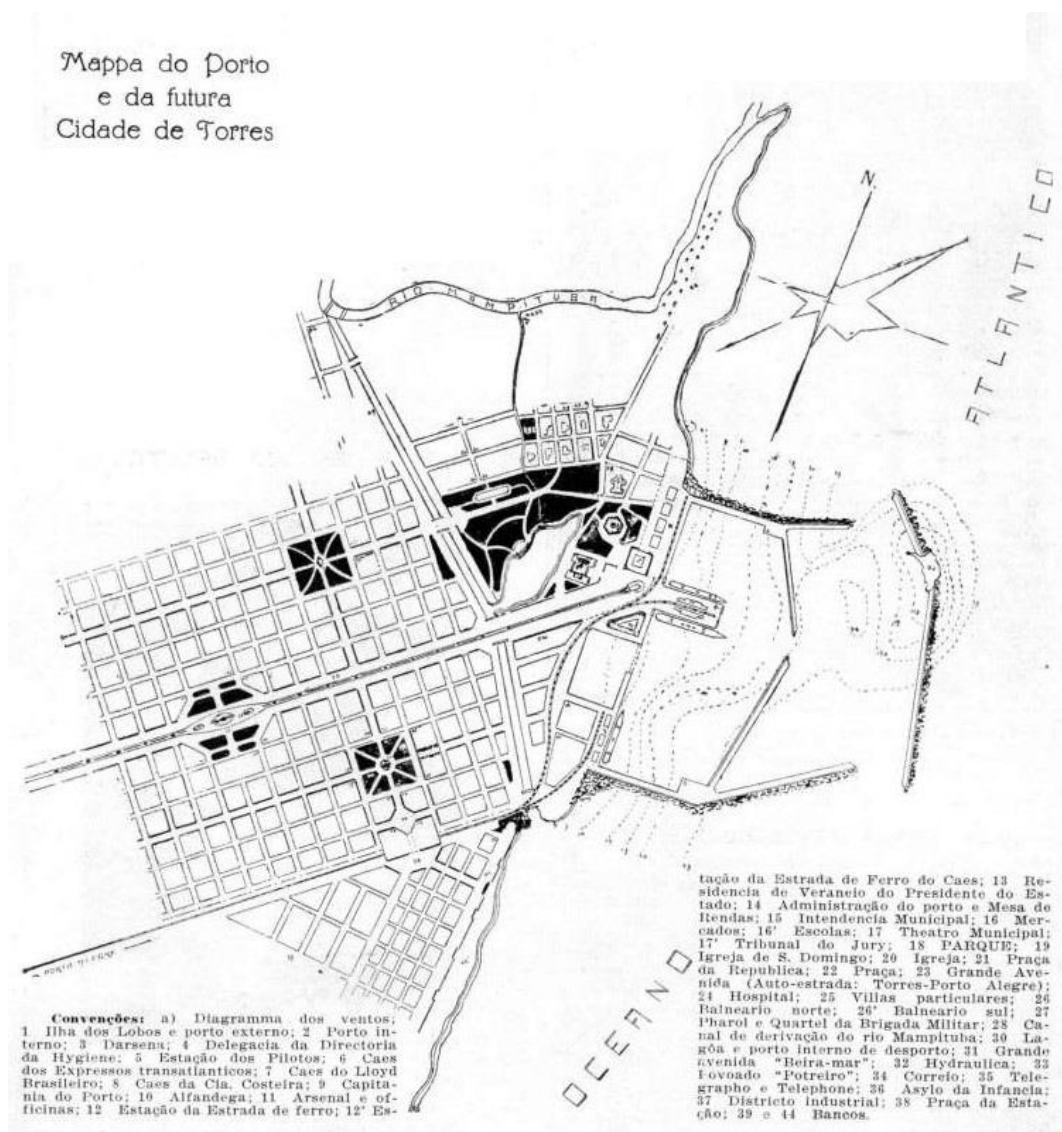 Mappa do Porto
e da futura
Cidade de Torres
N.
ATLANTICO
RIO MAMPITUBA
PORTO ALEGRE
OCEANO
Convenções: a) Diagramma dos ventos;
1 Ilha dos Lobos e porto externo; 2 Porto in-
terno; 3 Darsena; 4 Delegacia da Directoria
da Hygiene; 5 Estação dos Pilotos; 6 Caes
dos Expressos transatlanticos; 7 Caes do Lloyd
Brasileiro; 8 Caes da Cia. Costeira; 9 Capita-
nia do Porto; 10 Alfandega; 11 Arsenal e of-
ficinas; 12 Estação da Estrada de ferro; 12' Es-
tação da Estrada de Ferro do Caes; 13 Re-
sidencia de Veraneio do Presidente do Es-
tado; 14 Administração do porto e Mesa de
Rendas; 15 Intendencia Municipal; 16 Mer-
cados; 16' Escolas; 17 Theatro Municipal;
17' Tribunal do Jury; 18 PARQUE; 19
Igreja de S. Domingo; 20 Igreja; 21 Praça
da Republica; 22 Praça; 23 Grande Ave-
nida (Auto-estrada: Torres-Porto Alegre);
24 Hospital; 25 Villas particulares; 26
Balneario norte; 26' Balneario sul; 27
Pharol e Quartel da Brigada Militar; 28 Ca-
nal de derivação do rio Mampituba; 30 La-
gôa e porto interno de desporto; 31 Grande
avenida "Beira-mar"; 32 Hydraulica; 33
Povoado "Potreiro"; 34 Correio; 35 Tele-
grapho e Telephone; 36 Asylo da Infancia;
37 Districto industrial; 38 Praça da Esta-
ção; 39 e 44 Bancos.